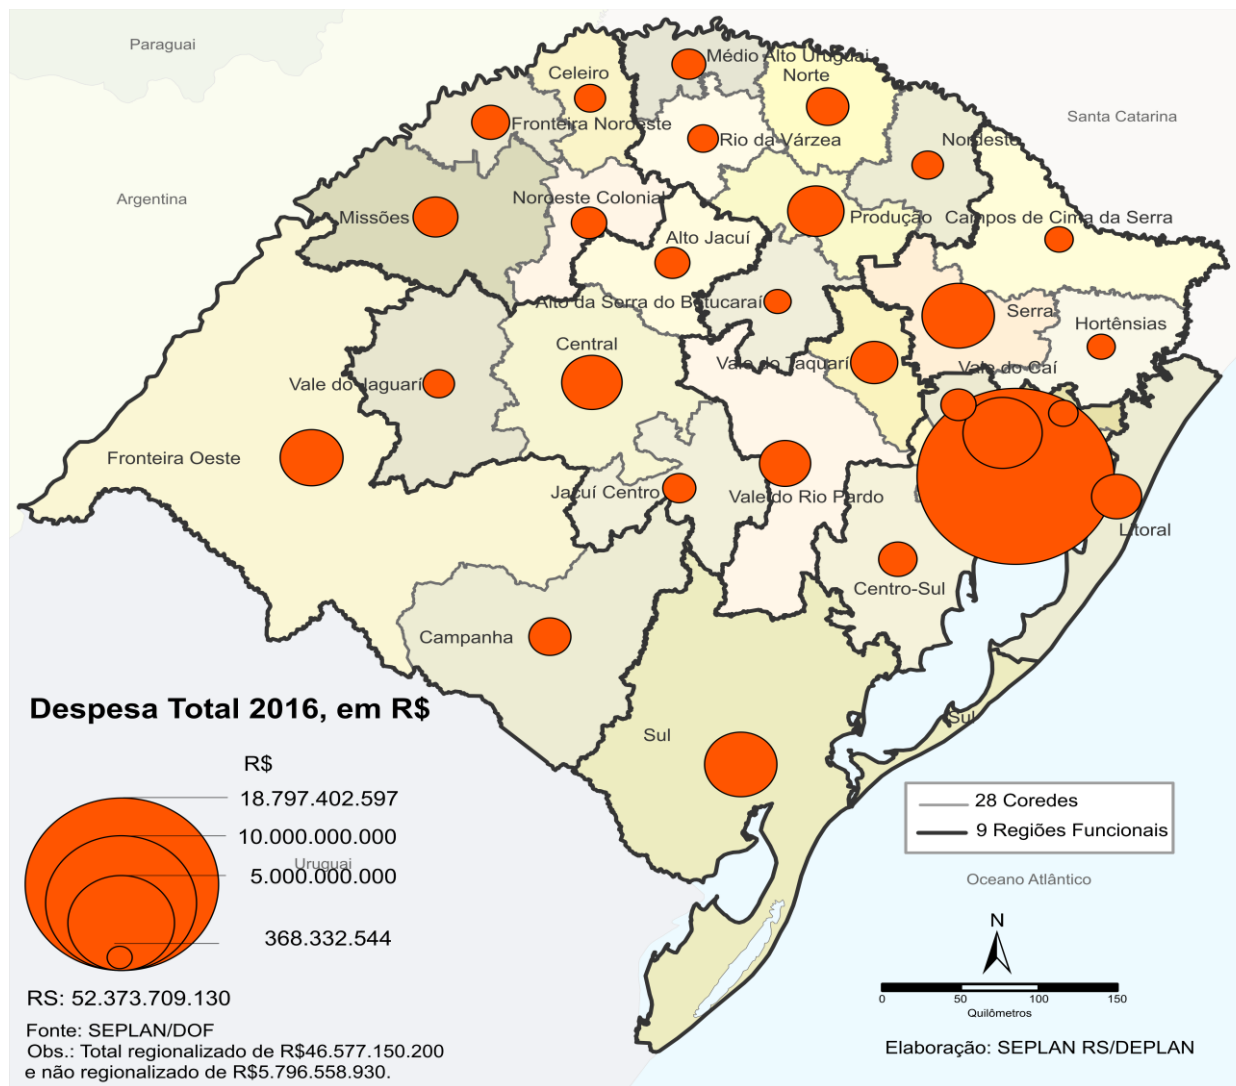 Paraguai
Celeiro
Médio Alto Uruguai
Norte
Santa Catarina
Fronteira Noroeste
Rio da Várzea
Nordeste
Argentina
Noroeste Colonial
Missões
Produção
Campos de Cima da Serra
Alto Jacuí
Alto da Serra do Botucaraí
Serra
Hortênsias
Central
Vale do Taquarí
Vale do Caí
Vale do Jaguarí
Fronteira Oeste
Jacuí Centro
Vale do Rio Pardo
Litoral
Centro-Sul
Campanha
Sul
Sul
Despesa Total 2016, em R$
R$
18.797.402.597
10.000.000.000
Uruguai
5.000.000.000
368.332.544
RS: 52.373.709.130
Fonte: SEPLAN/DOF
Obs.: Total regionalizado de R$46.577.150.200
e não regionalizado de R$5.796.558.930.
28 Coredes
9 Regiões Funcionais
Oceano Atlântico
N
0 50 100 150
Quilômetros
Elaboração: SEPLAN RS/DEPLAN